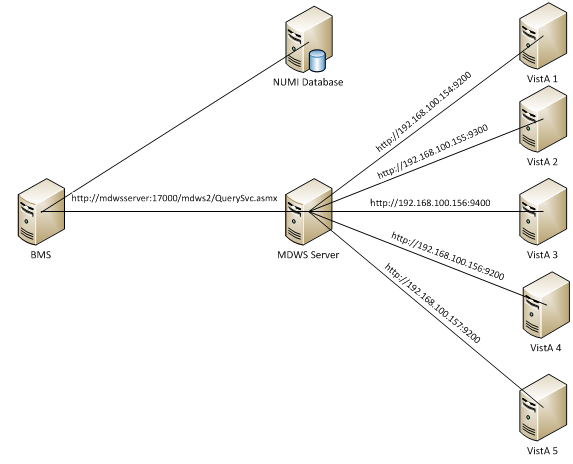 NUMI Database
VistA 1
http://192.168.100.154:9200
VistA 2
http://192.168.100.155:9300
http://mdwsserver:17000/mdws2/QuerySvc.asmx
http://192.168.100.156:9400
BMS
MDWS Server
VistA 3
http://192.168.100.156:9200
VistA 4
http://192.168.100.157:9200
VistA 5